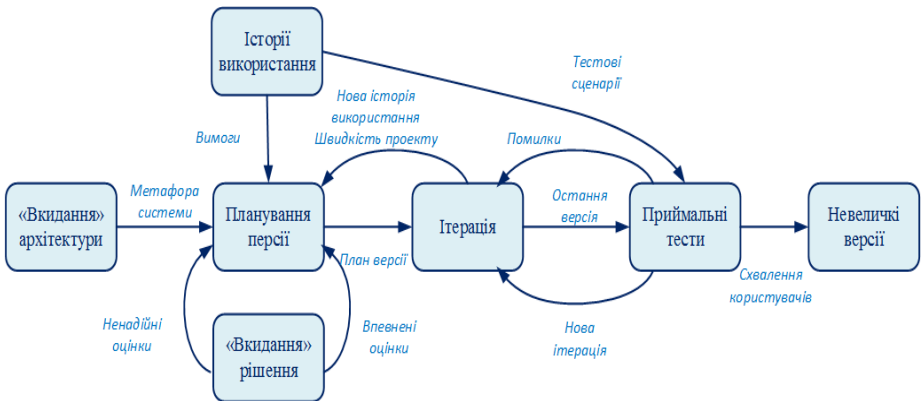 Історії
використання
Тестові
сценарії
Нова історія
використання
Швидкість проекту
Вимоги
Помилки
Метафора
системи
Остання
версія
«Вкидання»
архітектури
Планування
персії
Ітерація
Приймальні
тести
Невеличкі
версії
План версії
Схвалення
користувачів
Ненадійні
оцінки
Впевнені
оцінки
Нова
ітерація
«Вкидання»
рішення